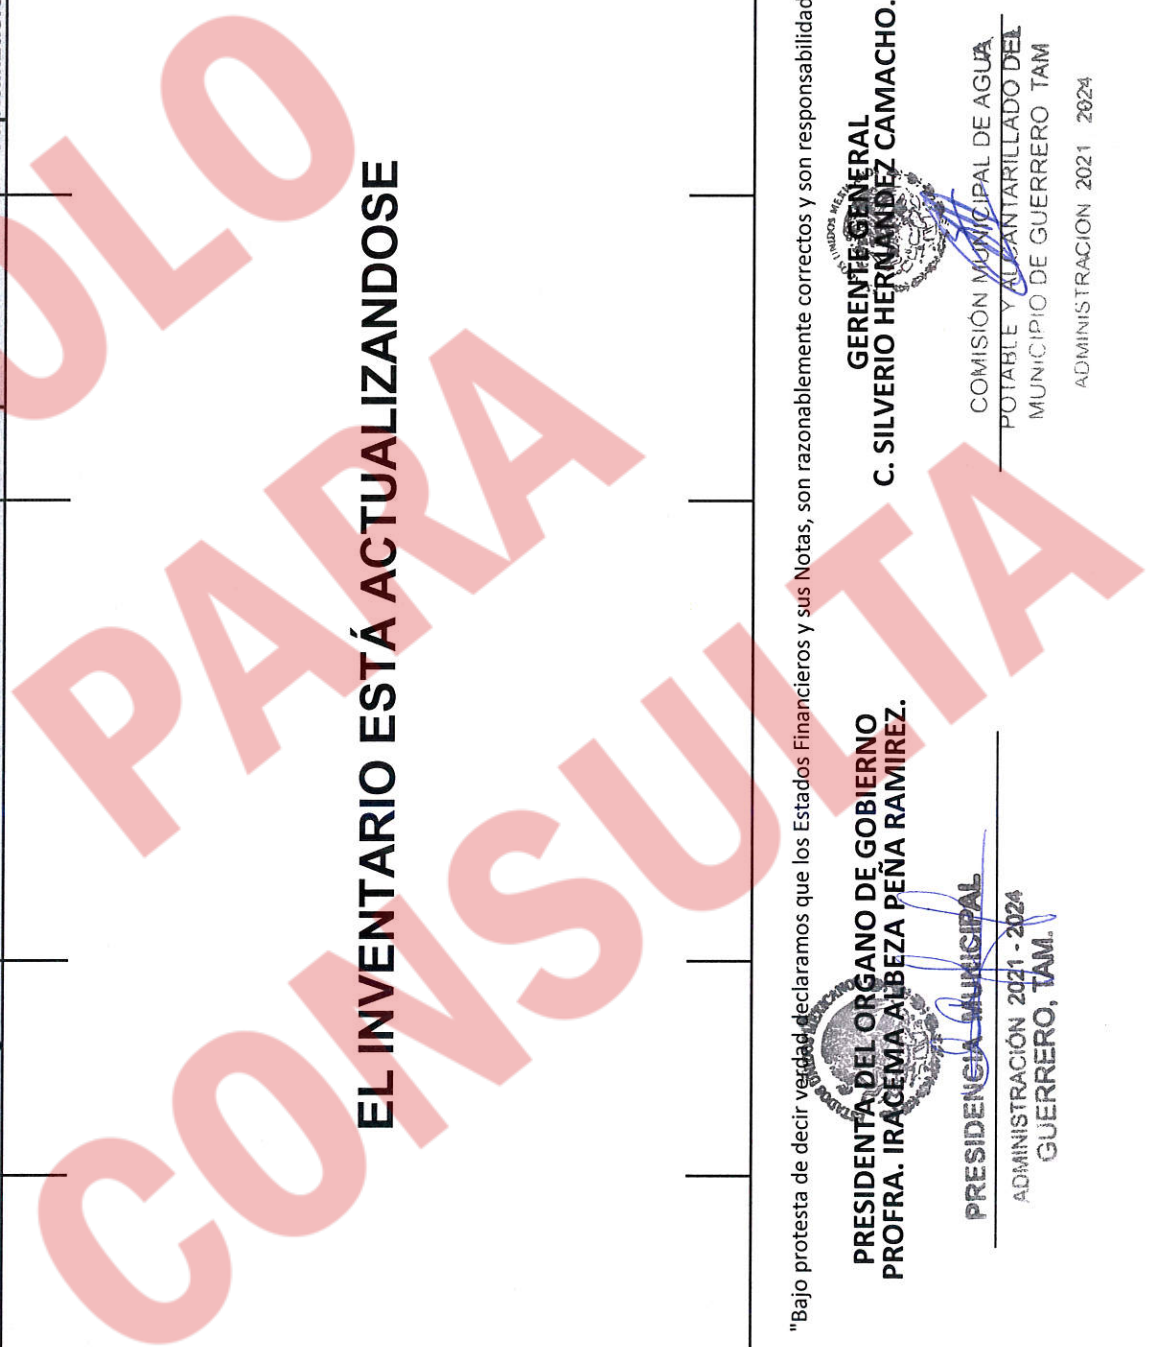 EL INVENTARIO ESTÁ ACTUALIZANDOSE
"Bajo protesta de decir verdad declaramos que los Estados Financieros y sus Notas, son razonablemente correctos y son responsabilidad
PRESIDENTA DEL ORGANO DE GOBIERNO
PROFRA. IRACEMA ALBEZA PEÑA RAMIREZ.
PRESIDENCIA MUNICIPAL
ADMINISTRACIÓN 2021 - 2024
GUERRERO, TAM.
GERENTE GENERAL
C. SILVERIO HERNANDEZ CAMACHO.
COMISIÓN MUNICIPAL DE AGUA
POTABLE Y ALCANTARILLADO DEL
MUNICIPIO DE GUERRERO TAM
ADMINISTRACION 2021 2024
OLO
PARA
CONSULTA